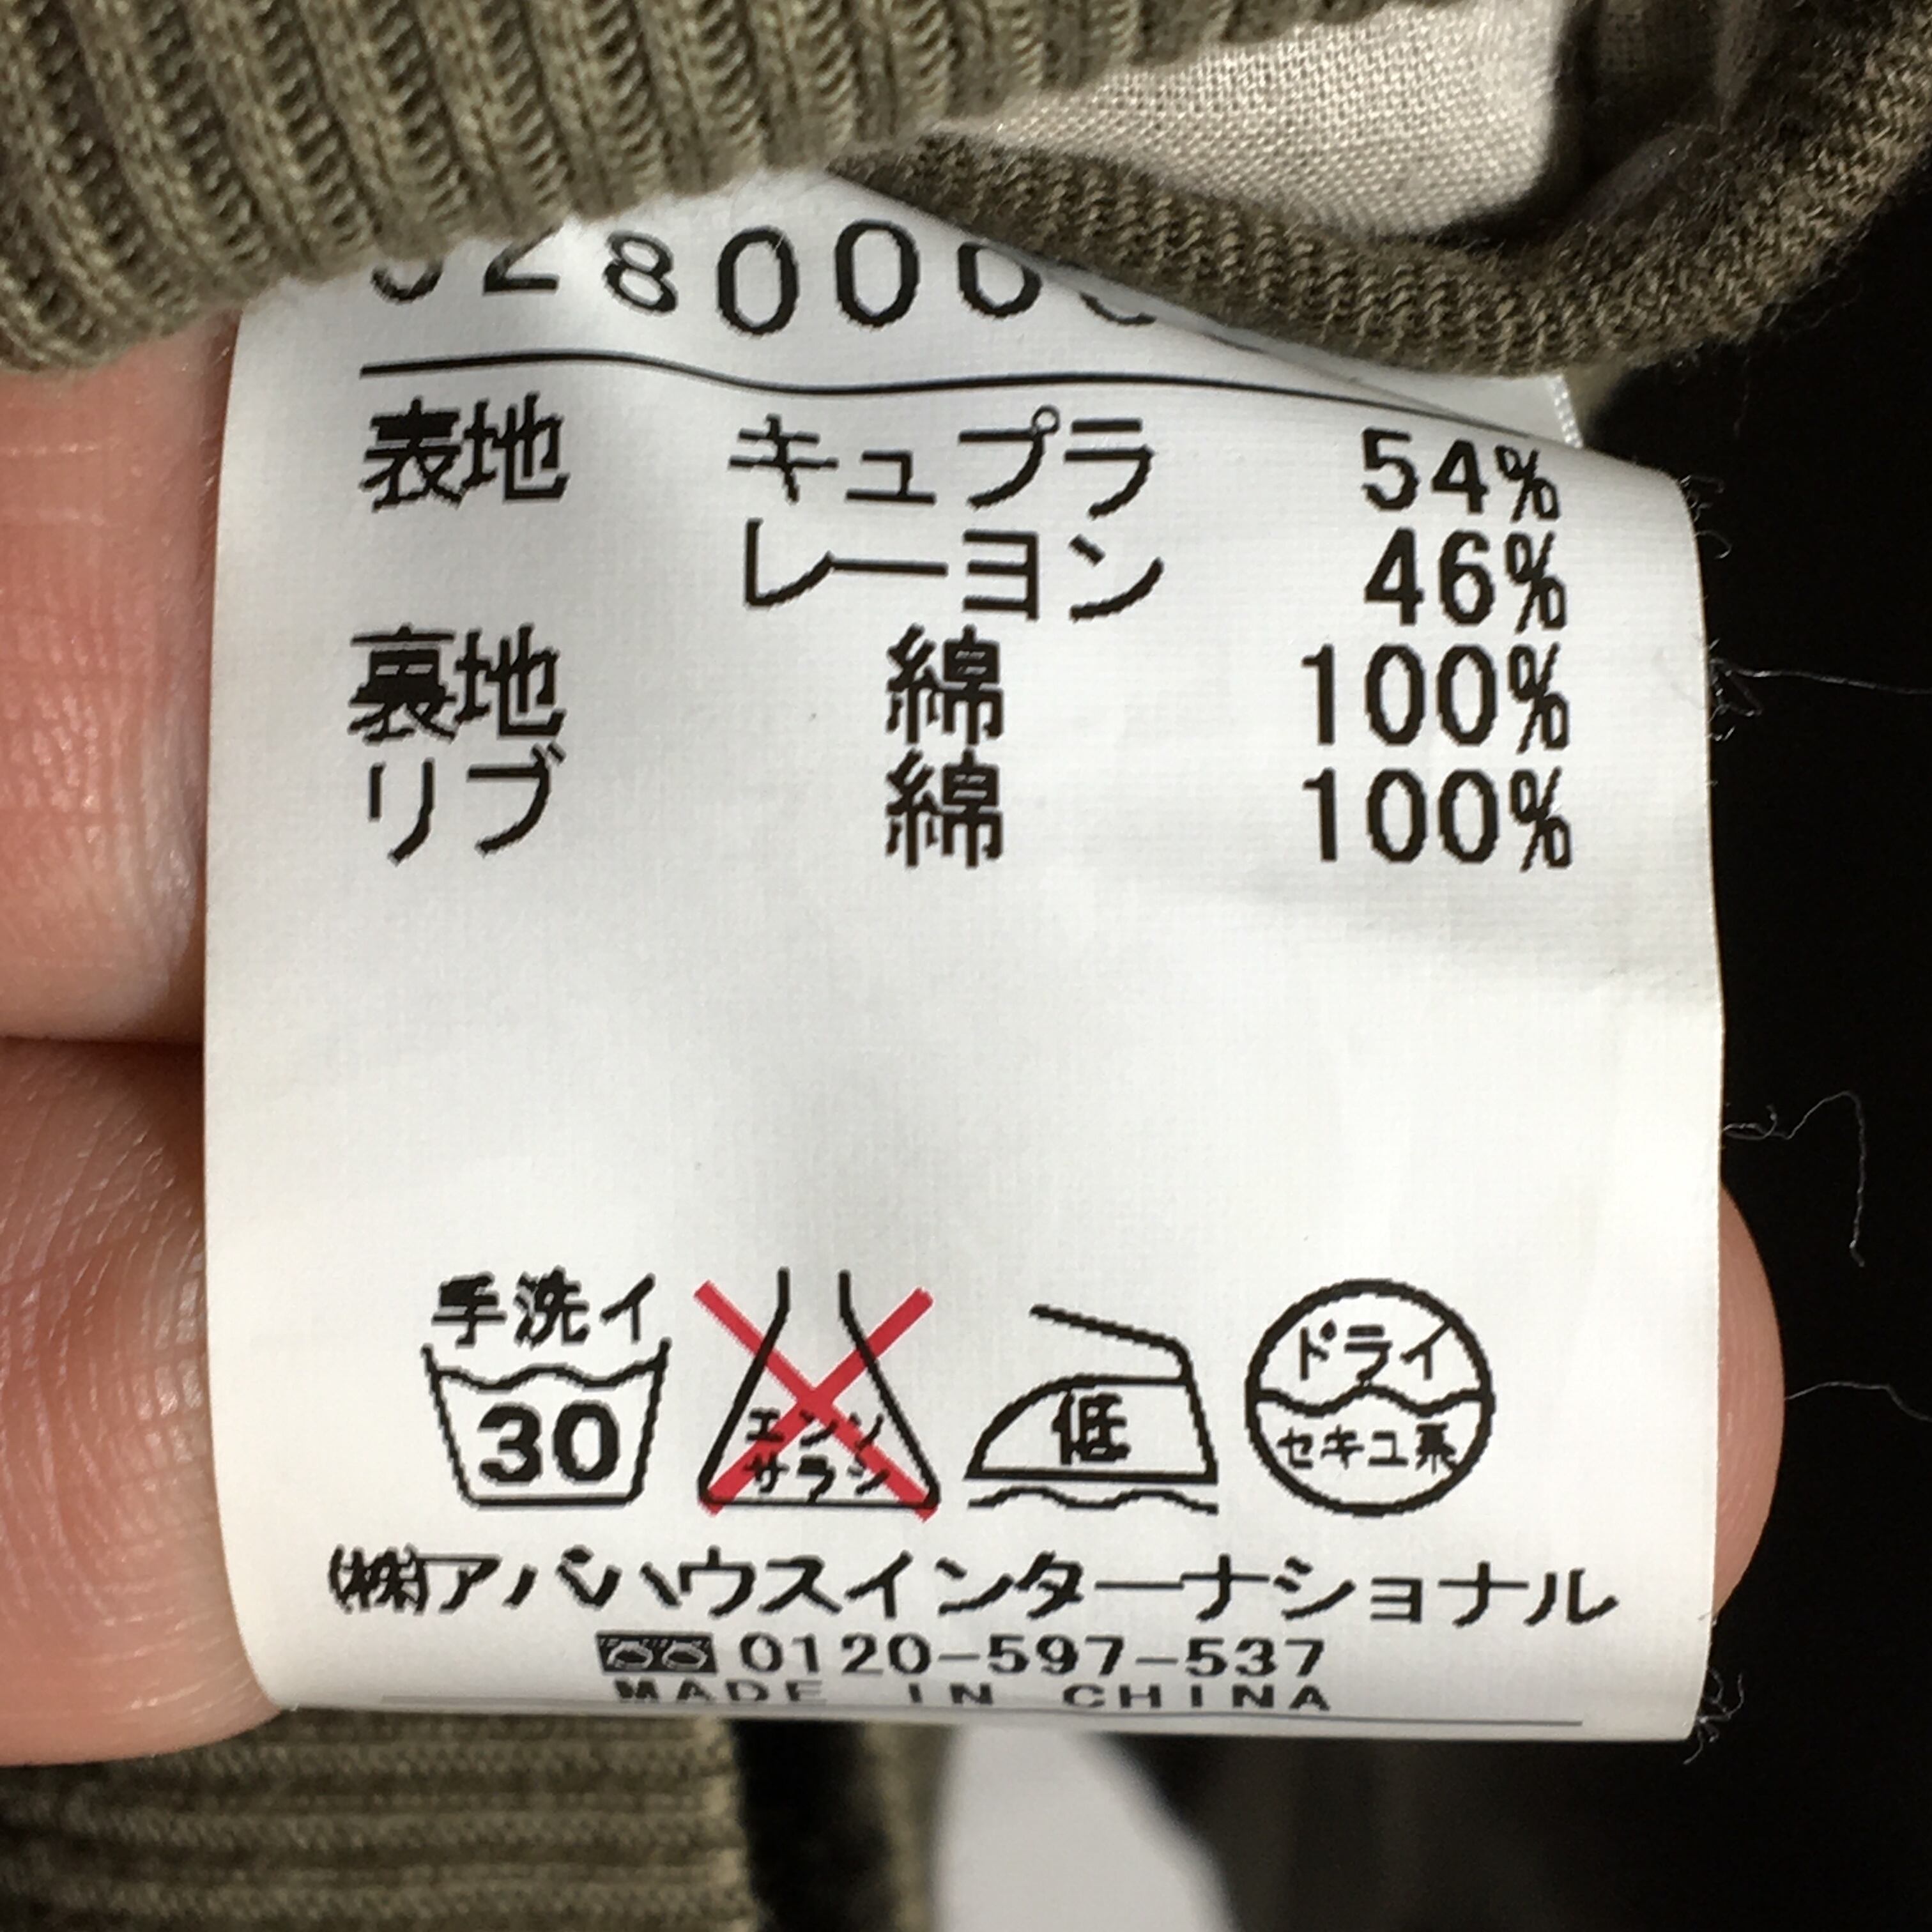 28000
表地 キュプラ 54%
レーヨン 46%
裏地 綿 100%
リブ 綿 100%
手洗イ 30
エンソ サラシ
低
ドライ セキユ系
(株)アバハウスインターナショナル
0120-597-537
MADE IN CHINA